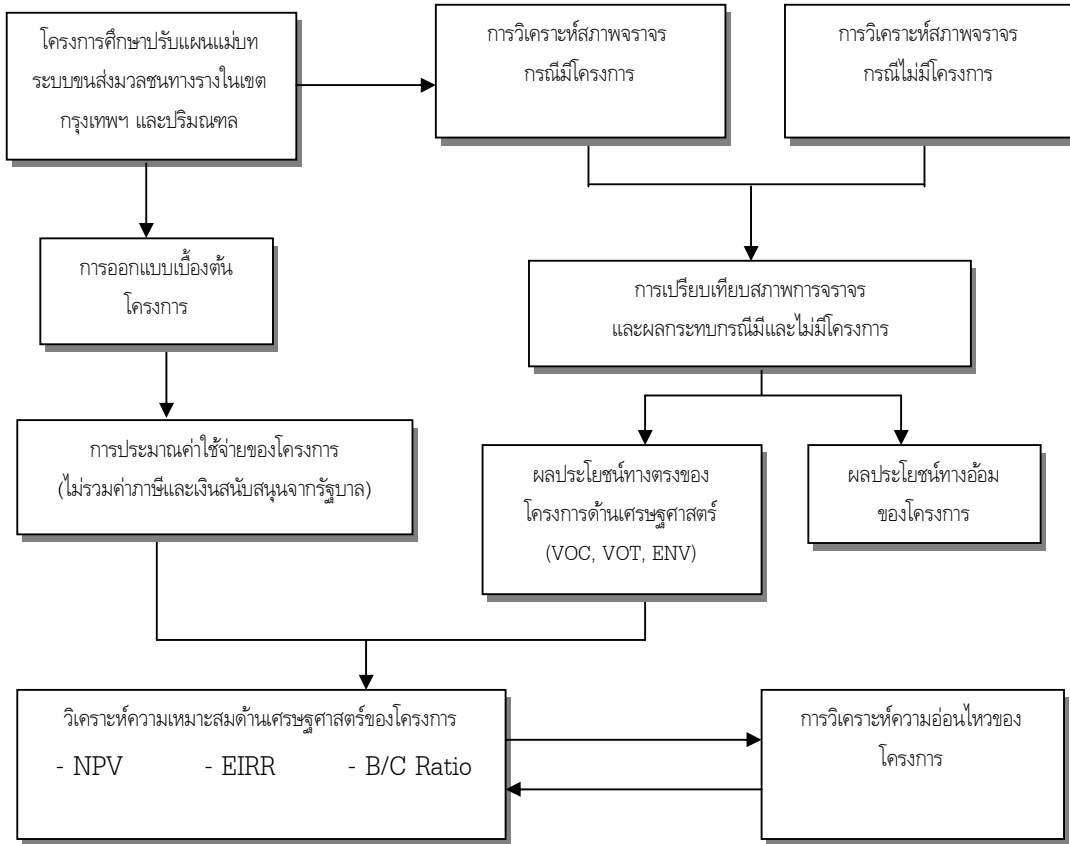 โครงการศึกษาปรับแผนแม่บท
ระบบขนส่งมวลชนทางรางในเขต
กรุงเทพฯ และปริมณฑล
การวิเคราะห์สภาพจราจร
กรณีมีโครงการ
การวิเคราะห์สภาพจราจร
กรณีไม่มีโครงการ
การออกแบบเบื้องต้น
โครงการ
การเปรียบเทียบสภาพการจราจร
และผลกระทบกรณีมีและไม่มีโครงการ
การประมาณค่าใช้จ่ายของโครงการ
(ไม่รวมค่าภาษีและเงินสนับสนุนจากรัฐบาล)
ผลประโยชน์ทางตรงของ
โครงการด้านเศรษฐศาสตร์
(VOC, VOT, ENV)
ผลประโยชน์ทางอ้อม
ของโครงการ
วิเคราะห์ความเหมาะสมด้านเศรษฐศาสตร์ของโครงการ
- NPV - EIRR - B/C Ratio
การวิเคราะห์ความอ่อนไหวของ
โครงการ